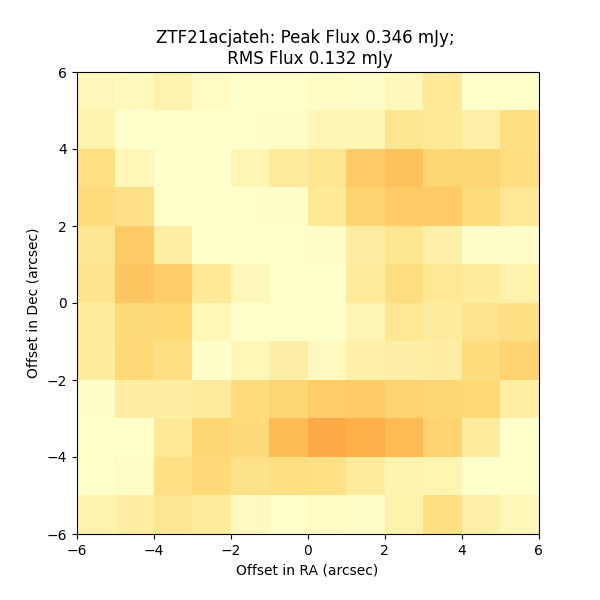 ZTF21acjateh: Peak Flux 0.346 mJy;
RMS Flux 0.132 mJy
6
4
2
0
−2
−4
−6
Offset in Dec (arcsec)
−6 −4 −2 0 2 4 6
Offset in RA (arcsec)